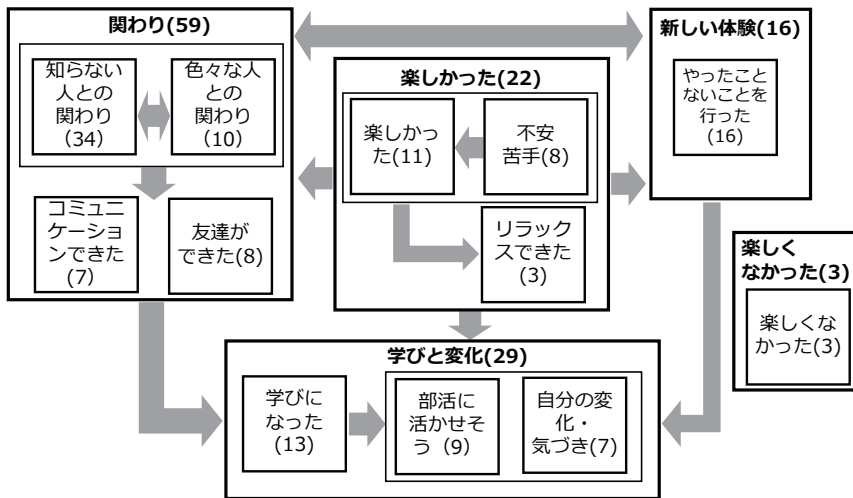 関わり(59)
知らない
人との
関わり
（34）
色々な人
との
関わり
（10）
コミュニ
ケーショ
ンできた
(7)
友達が
できた(8)
楽しかった(22)
楽しかっ
た(11)
不安
苦手(8)
リラック
スできた
(3)
新しい体験(16)
やったこと
ないことを
行った
(16)
楽しく
なかった(3)
楽しくな
かった(3)
学びと変化(29)
学びに
なった
(13)
部活に
活かせそ
う（9）
自分の変
化・
気づき(7)